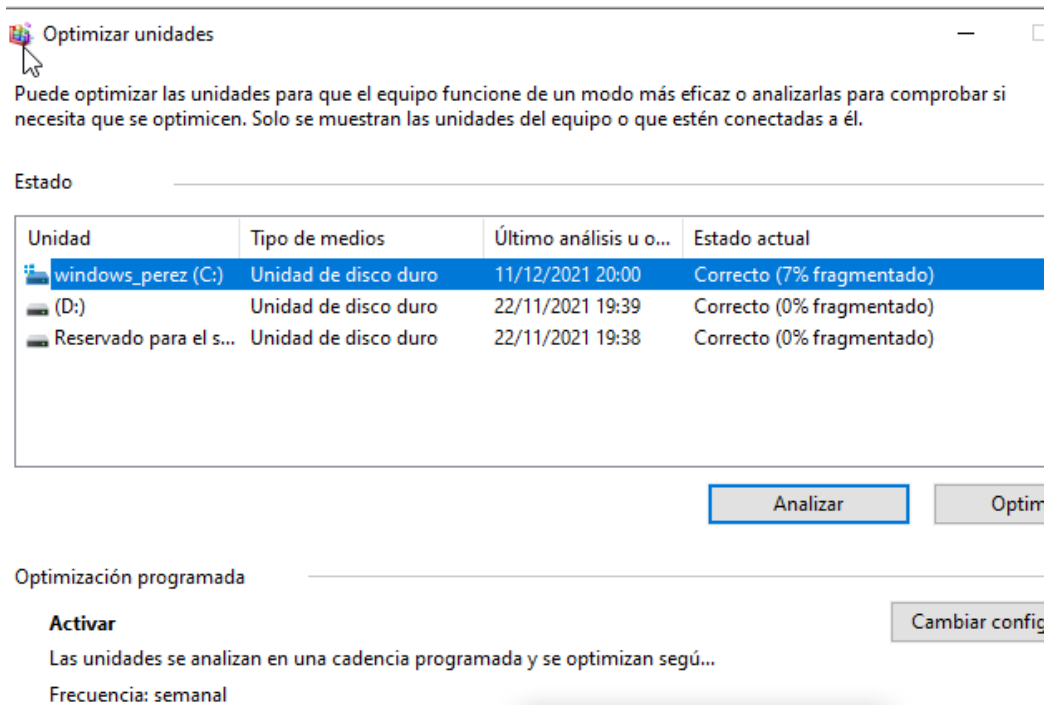 Optimizar unidades
Puede optimizar las unidades para que el equipo funcione de un modo más eficaz o analizarlas para comprobar si
necesita que se optimicen. Solo se muestran las unidades del equipo o que estén conectadas a él.
Estado
Unidad Tipo de medios Último análisis u o... Estado actual
windows_perez (C:) Unidad de disco duro 11/12/2021 20:00 Correcto (7% fragmentado)
(D:) Unidad de disco duro 22/11/2021 19:39 Correcto (0% fragmentado)
Reservado para el s... Unidad de disco duro 22/11/2021 19:38 Correcto (0% fragmentado)
Analizar Optim
Optimización programada
Activar Cambiar config
Las unidades se analizan en una cadencia programada y se optimizan segú...
Frecuencia: semanal